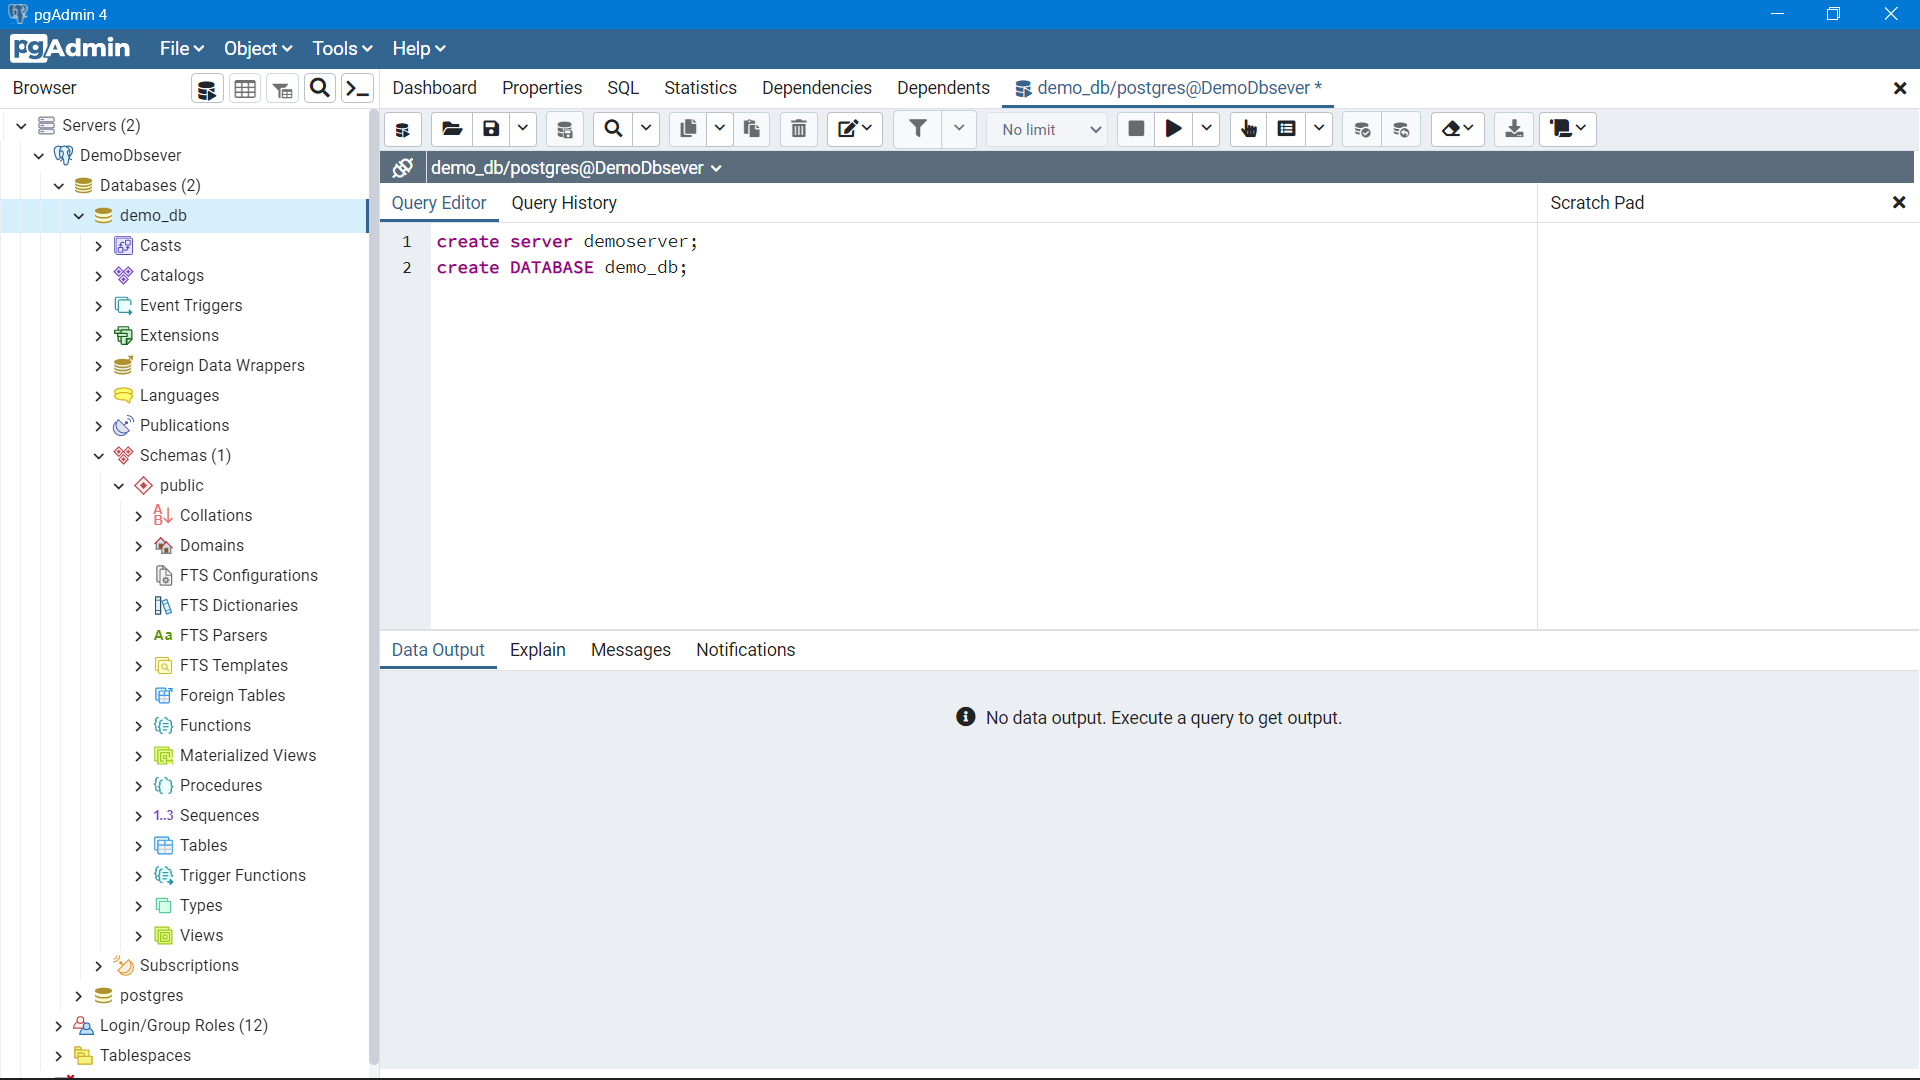 pgAdmin 4
pgAdmin File Object Tools Help
Browser
Dashboard Properties SQL Statistics Dependencies Dependents demo_db/postgres@DemoDbsever *
No limit
demo_db/postgres@DemoDbsever
Query Editor Query History
Scratch Pad
1 create server demoserver;
2 create DATABASE demo_db;
Data Output Explain Messages Notifications
No data output. Execute a query to get output.
Servers (2)
DemoDbsever
Databases (2)
demo_db
Casts
Catalogs
Event Triggers
Extensions
Foreign Data Wrappers
Languages
Publications
Schemas (1)
public
Collations
Domains
FTS Configurations
FTS Dictionaries
Aa FTS Parsers
FTS Templates
Foreign Tables
Functions
Materialized Views
Procedures
1..3 Sequences
Tables
Trigger Functions
Types
Views
Subscriptions
postgres
Login/Group Roles (12)
Tablespaces